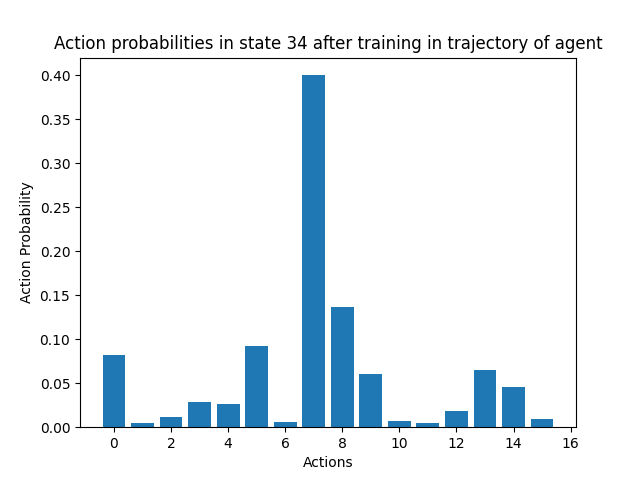 Action probabilities in state 34 after training in trajectory of agent
0.40
0.35
0.30
0.25
0.20
0.15
0.10
0.05
0.00
Action Probability
0 2 4 6 8 10 12 14 16
Actions